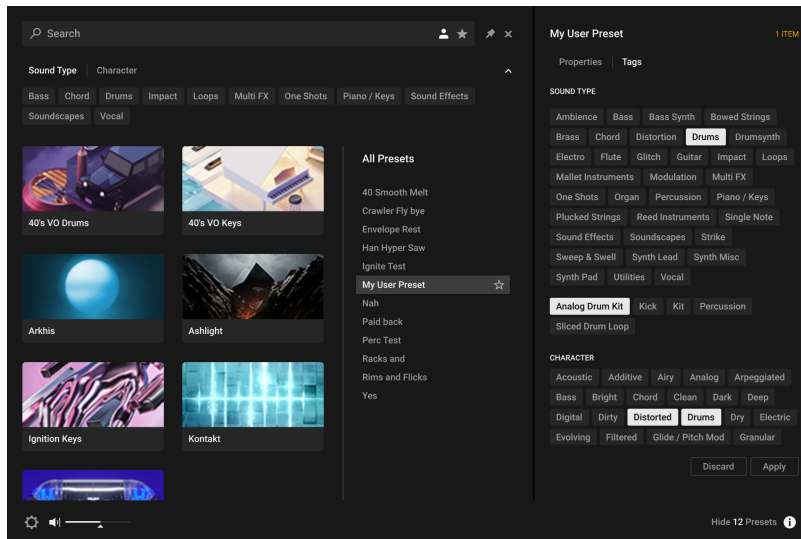 Search
Sound Type Character
Bass Chord Drums Impact Loops Multi FX One Shots Piano / Keys Sound Effects
Soundscapes Vocal
40's VO Drums
40's VO Keys
Arkhis
Ashlight
Ignition Keys
Kontakt
All Presets
40 Smooth Melt
Crawler Fly bye
Envelope Rest
Han Hyper Saw
Ignite Test
My User Preset
Nah
Paid back
Perc Test
Racks and
Rims and Flicks
Yes
My User Preset 1 ITEM
Properties Tags
SOUND TYPE
Ambience Bass Bass Synth Bowed Strings
Brass Chord Distortion Drums Drumsynth
Electro Flute Glitch Guitar Impact Loops
Mallet Instruments Modulation Multi FX
One Shots Organ Percussion Piano / Keys
Plucked Strings Reed Instruments Single Note
Sound Effects Soundscapes Strike
Sweep & Swell Synth Lead Synth Misc
Synth Pad Utilities Vocal
Analog Drum Kit Kick Kit Percussion
Sliced Drum Loop
CHARACTER
Acoustic Additive Airy Analog Arpeggiated
Bass Bright Chord Clean Dark Deep
Digital Dirty Distorted Drums Dry Electric
Evolving Filtered Glide / Pitch Mod Granular
Discard Apply
Hide 12 Presets